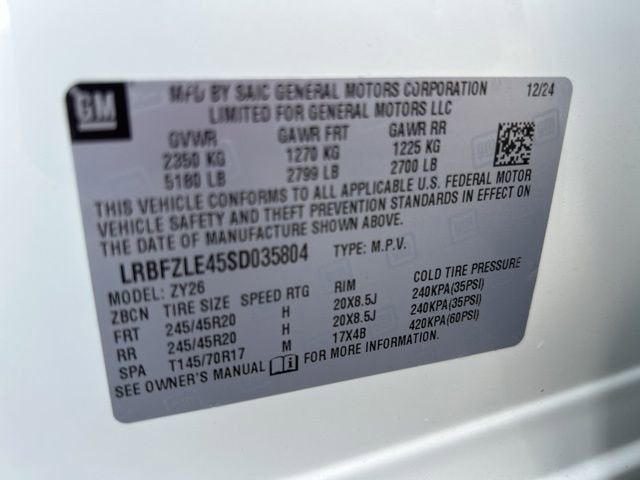 GM
MFD BY SAIC GENERAL MOTORS CORPORATION 12/24
LIMITED FOR GENERAL MOTORS LLC
GVWR GAWR FRT GAWR RR
2350 KG 1270 KG 1225 KG
5180 LB 2799 LB 2700 LB
THIS VEHICLE CONFORMS TO ALL APPLICABLE U.S. FEDERAL MOTOR
VEHICLE SAFETY AND THEFT PREVENTION STANDARDS IN EFFECT ON
THE DATE OF MANUFACTURE SHOWN ABOVE.
LRBFZLE45SD035804 TYPE: M.P.V.
MODEL: ZY26
ZBCN TIRE SIZE SPEED RTG RIM COLD TIRE PRESSURE
FRT 245/45R20 H 20X8.5J 240KPA(35PSI)
RR 245/45R20 H 20X8.5J 240KPA(35PSI)
SPA T145/70R17 M 17X4B 420KPA(60PSI)
SEE OWNER'S MANUAL FOR MORE INFORMATION.